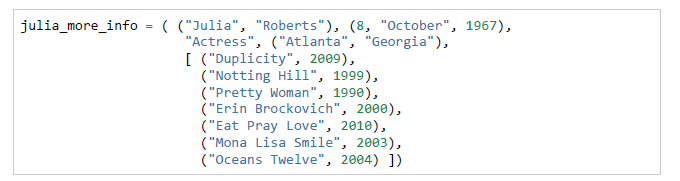 julia_more_info = ( ("Julia", "Roberts"), (8, "October", 1967),
"Actress", ("Atlanta", "Georgia"),
[ ("Duplicity", 2009),
("Notting Hill", 1999),
("Pretty Woman", 1990),
("Erin Brockovich", 2000),
("Eat Pray Love", 2010),
("Mona Lisa Smile", 2003),
("Oceans Twelve", 2004) ])